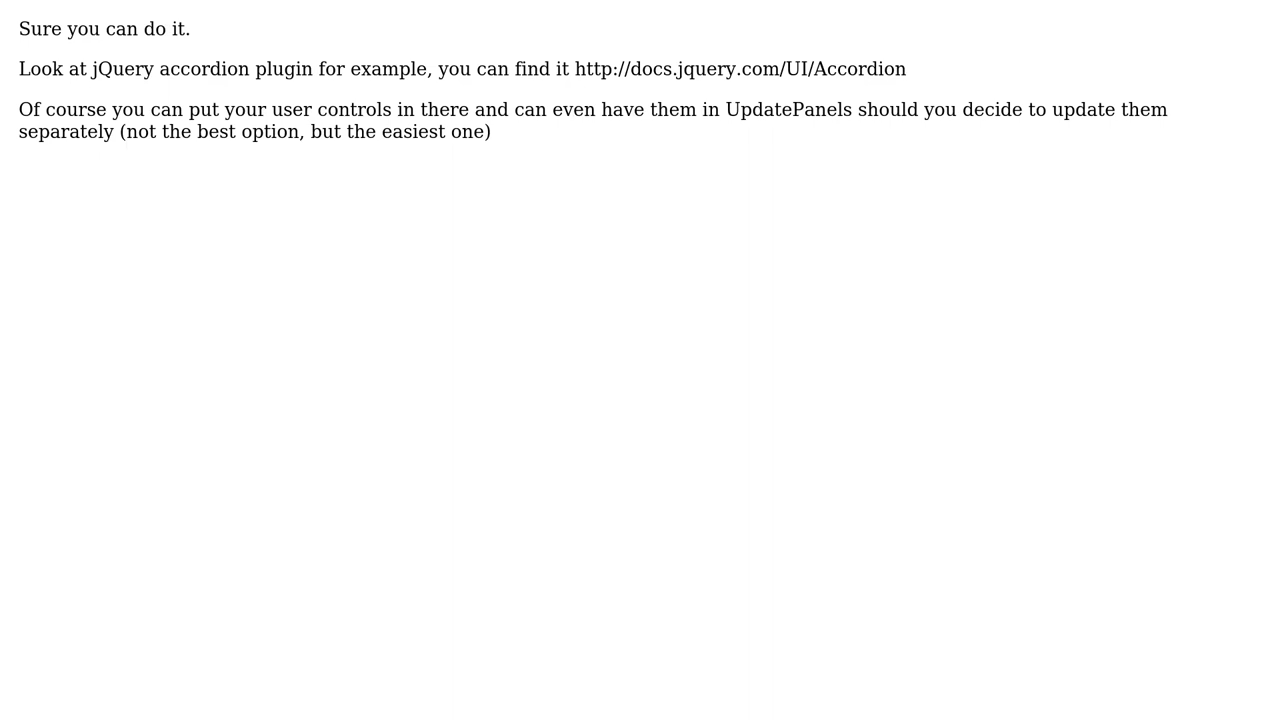 Sure you can do it.
Look at jQuery accordion plugin for example, you can find it http://docs.jquery.com/UI/Accordion
Of course you can put your user controls in there and can even have them in UpdatePanels should you decide to update them
separately (not the best option, but the easiest one)